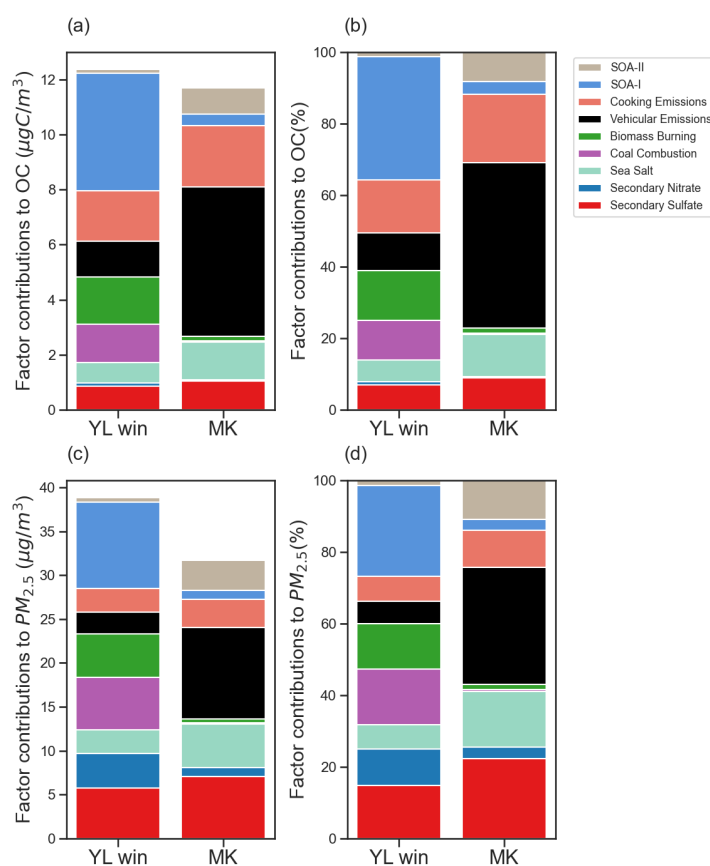 (a)
Factor contributions to OC (μgC/m³)
12
10
8
6
4
2
0
YL win
MK
(b)
Factor contributions to OC(%)
100
80
60
40
20
0
YL win
MK
SOA-II
SOA-I
Cooking Emissions
Vehicular Emissions
Biomass Burning
Coal Combustion
Sea Salt
Secondary Nitrate
Secondary Sulfate
(c)
Factor contributions to PM₂.₅ (μg/m³)
40
35
30
25
20
15
10
5
0
YL win
MK
(d)
Factor contributions to PM₂.₅(%)
100
80
60
40
20
0
YL win
MK